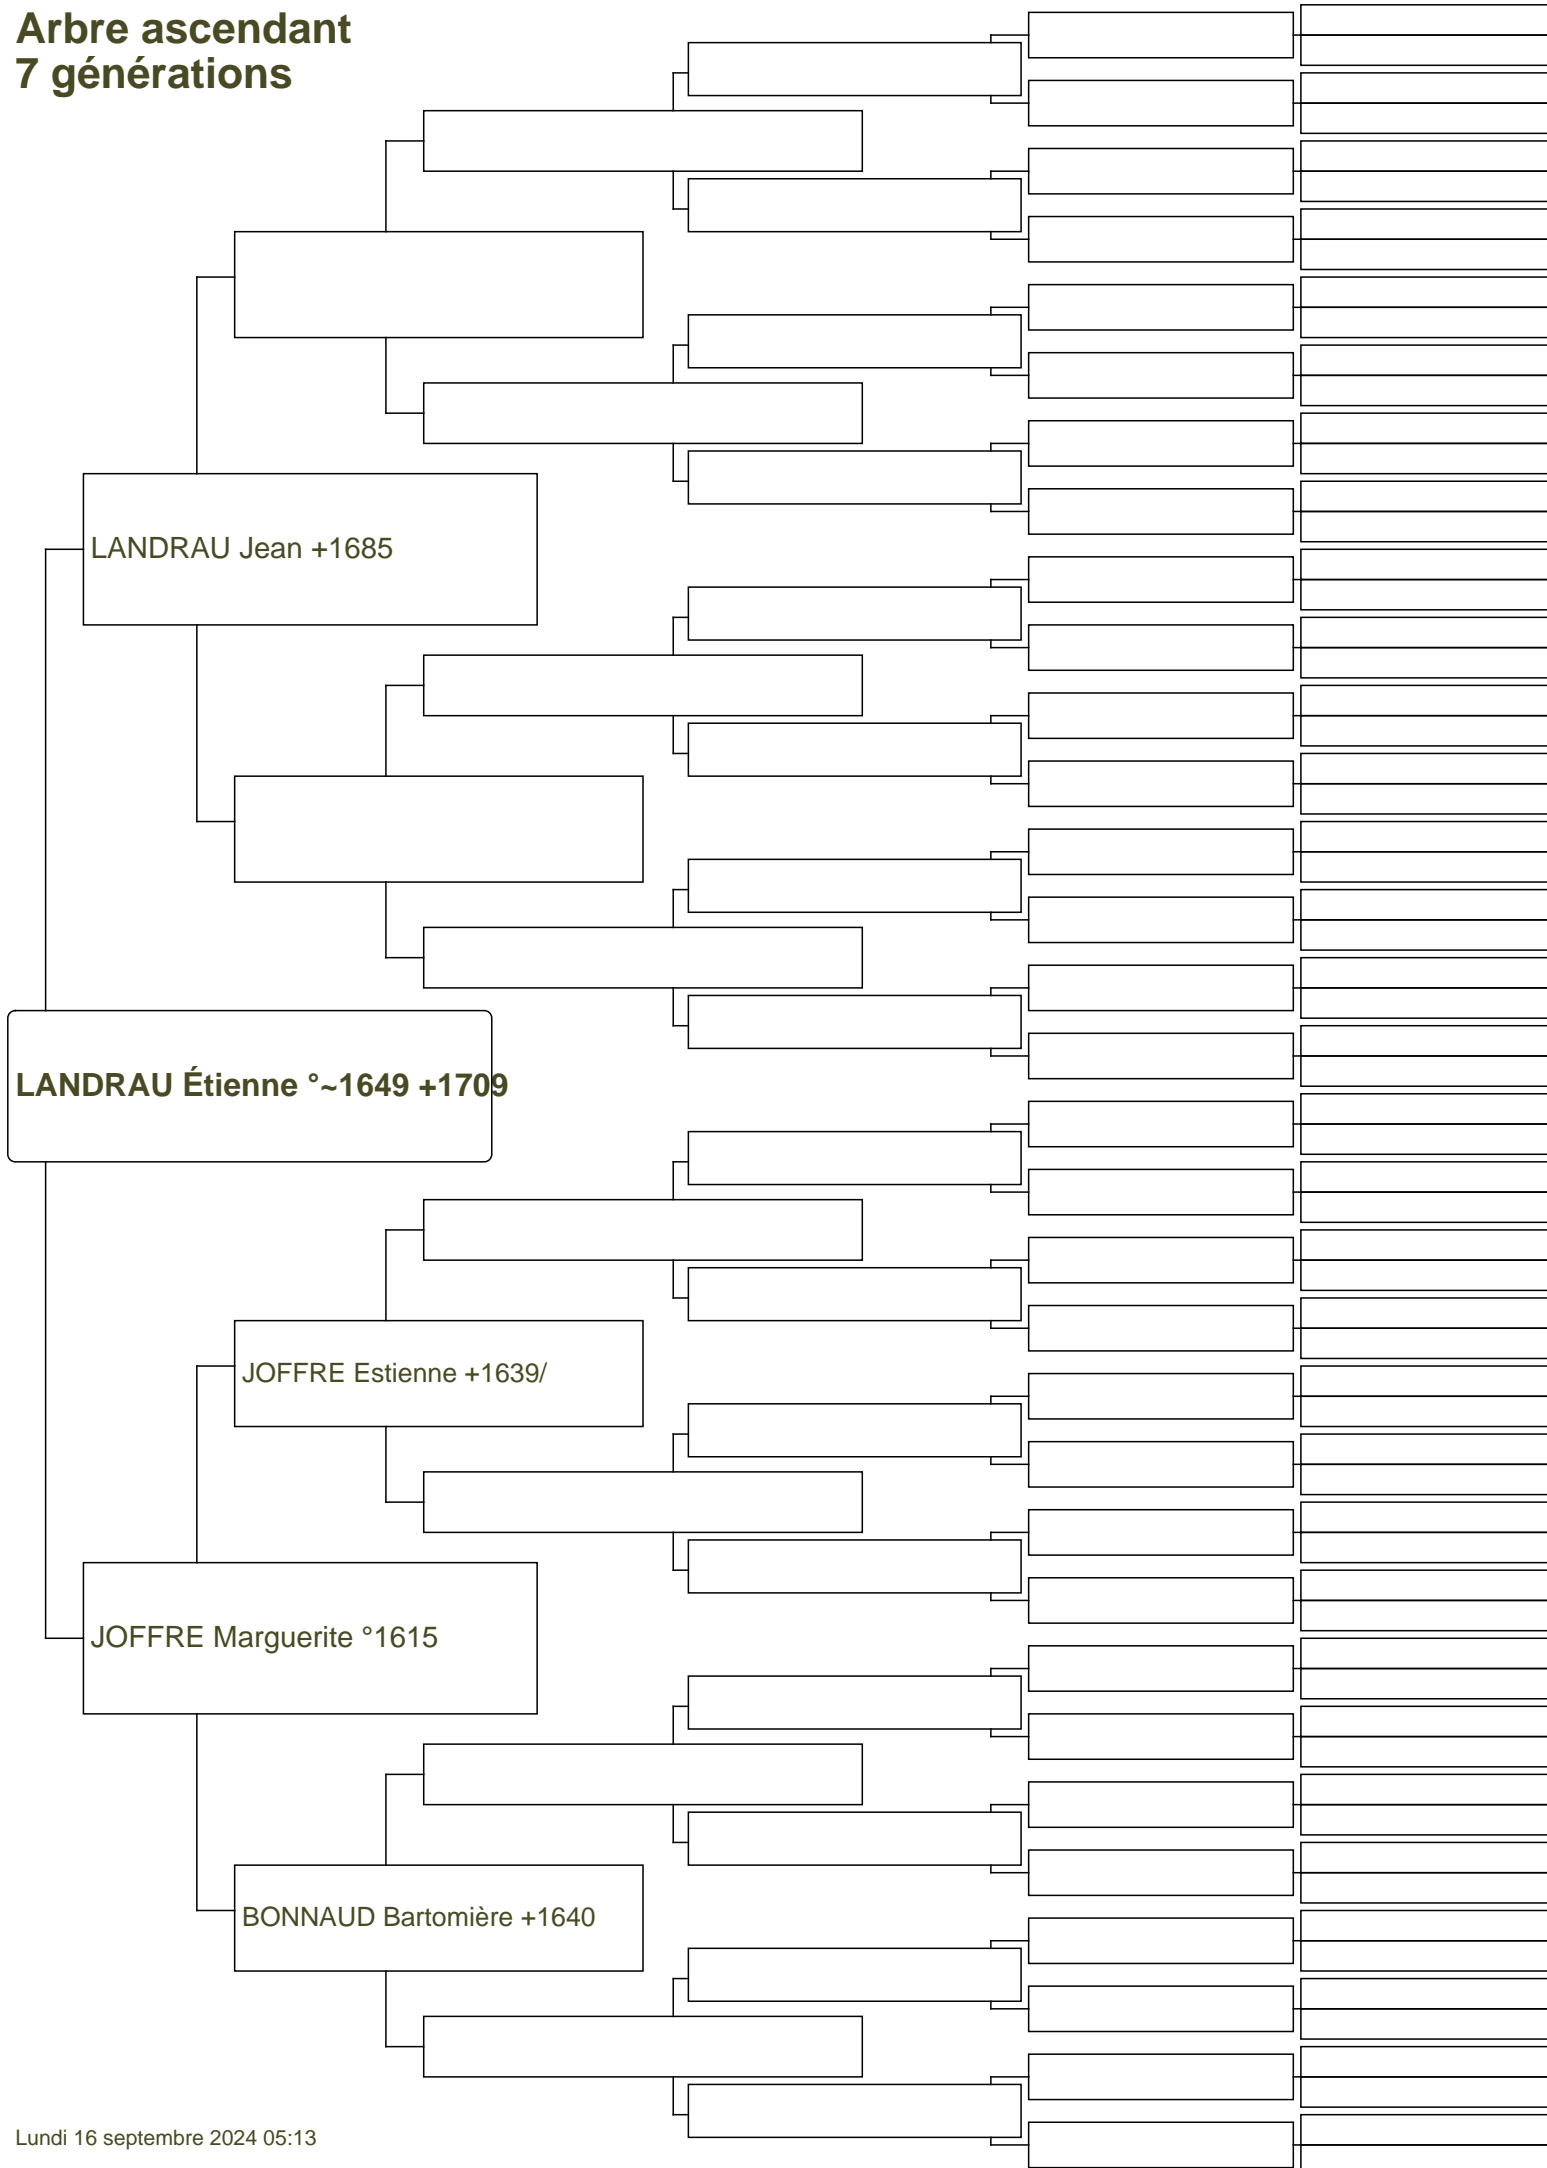 Arbre ascendant
7 générations
LANDRAU Jean +1685
LANDRAU Étienne °~1649 +1709
JOFFRE Estienne +1639/
JOFFRE Marguerite °1615
BONNAUD Bartomière +1640
Lundi 16 septembre 2024 05:13